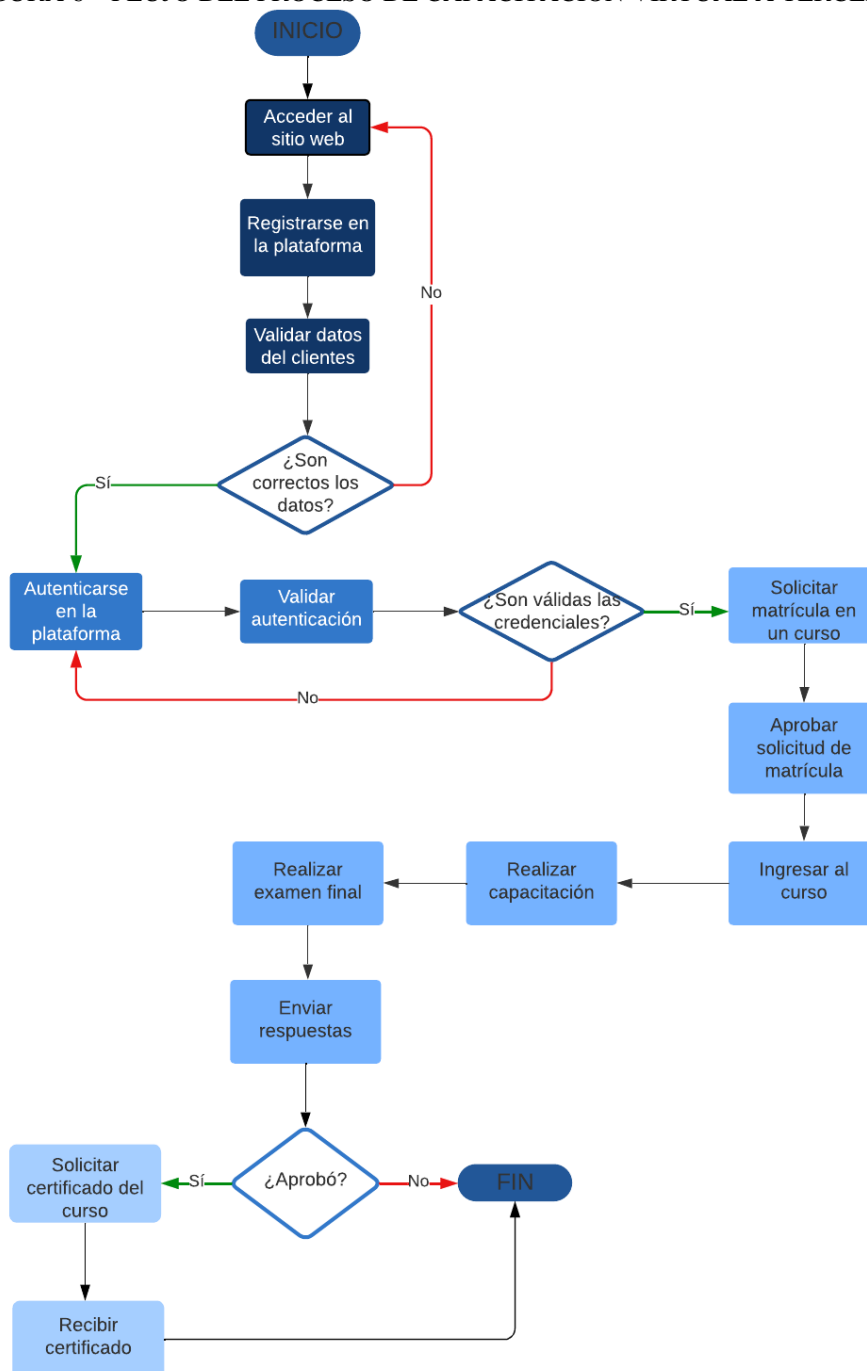 INICIO
Acceder al
sitio web
Registrarse en
la plataforma
No
Validar datos
del clientes
¿Son
correctos los
datos?
Sí
Autenticarse
en la
plataforma
Validar
autenticación
¿Son válidas las
credenciales?
Sí
Solicitar
matrícula en
un curso
No
Aprobar
solicitud de
matrícula
Ingresar al
curso
Realizar
capacitación
Realizar
examen final
Enviar
respuestas
¿Aprobó?
Sí
No
FIN
Solicitar
certificado del
curso
Recibir
certificado